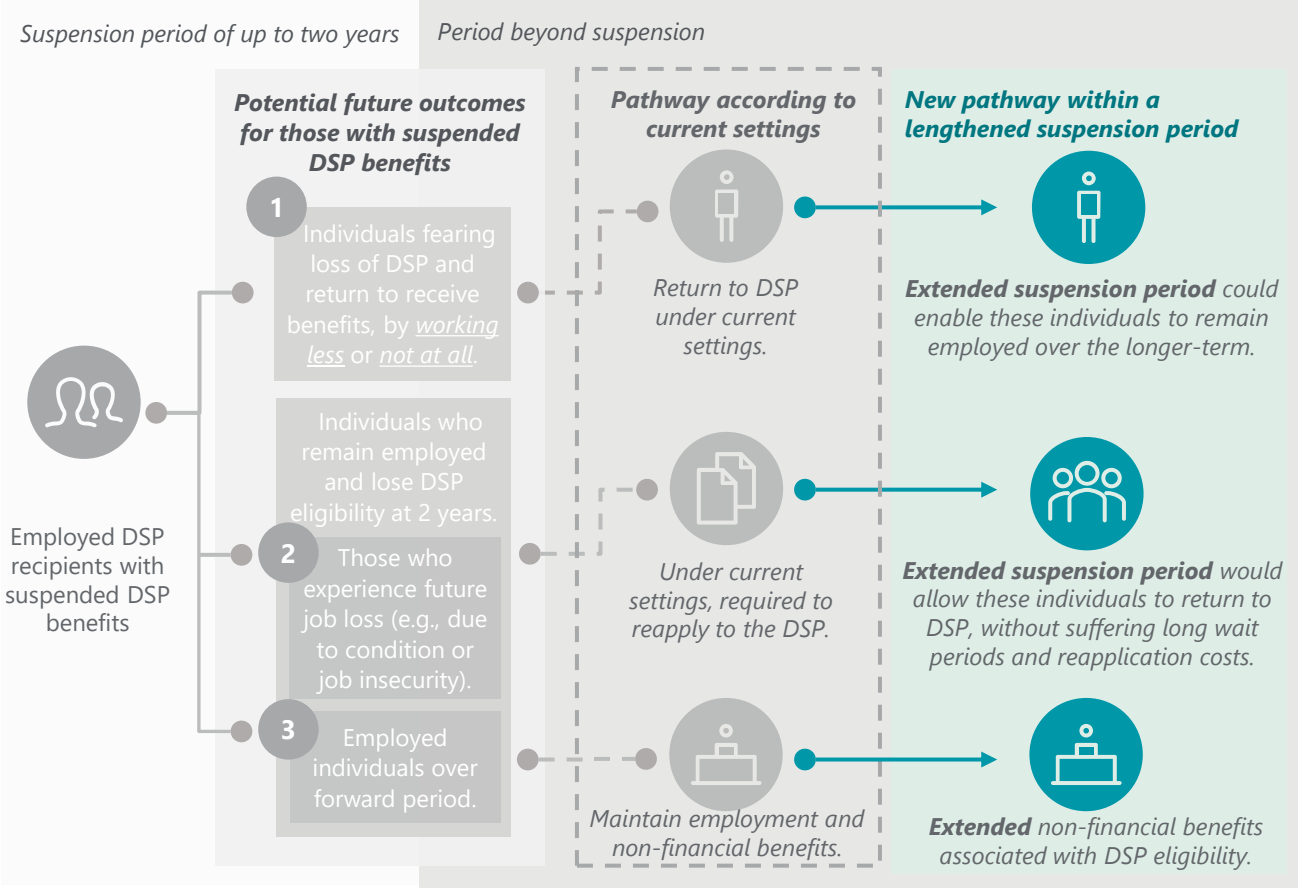 Suspension period of up to two years
Period beyond suspension
Potential future outcomes
for those with suspended
DSP benefits
Pathway according to
current settings
New pathway within a
lengthened suspension period
Employed DSP
recipients with
suspended DSP
benefits
1
Individuals fearing
loss of DSP and
return to receive
benefits, by working
less or not at all.
Return to DSP
under current
settings.
Extended suspension period could
enable these individuals to remain
employed over the longer-term.
Individuals who
remain employed
and lose DSP
eligibility at 2 years.
2
Those who
experience future
job loss (e.g., due
to condition or
job insecurity).
Under current
settings, required to
reapply to the DSP.
Extended suspension period would
allow these individuals to return to
DSP, without suffering long wait
periods and reapplication costs.
3
Employed
individuals over
forward period.
Maintain employment and
non-financial benefits.
Extended non-financial benefits
associated with DSP eligibility.